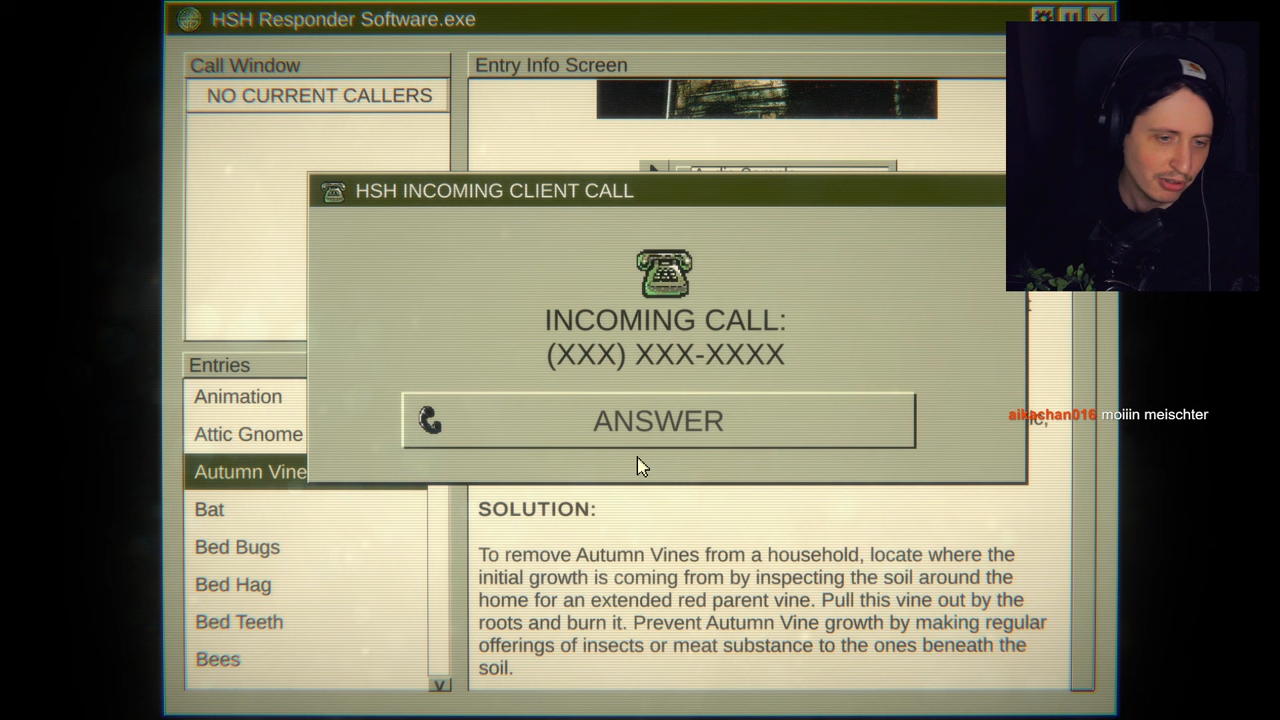 HSH Responder Software.exe
Call Window
NO CURRENT CALLERS
Entry Info Screen
HSH INCOMING CLIENT CALL
INCOMING CALL:
(XXX) XXX-XXXX
ANSWER
aikachan016 moiiin meischter
Entries
Animation
Attic Gnome
Autumn Vine
Bat
Bed Bugs
Bed Hag
Bed Teeth
Bees
SOLUTION:
To remove Autumn Vines from a household, locate where the
initial growth is coming from by inspecting the soil around the
home for an extended red parent vine. Pull this vine out by the
roots and burn it. Prevent Autumn Vine growth by making regular
offerings of insects or meat substance to the ones beneath the
soil.